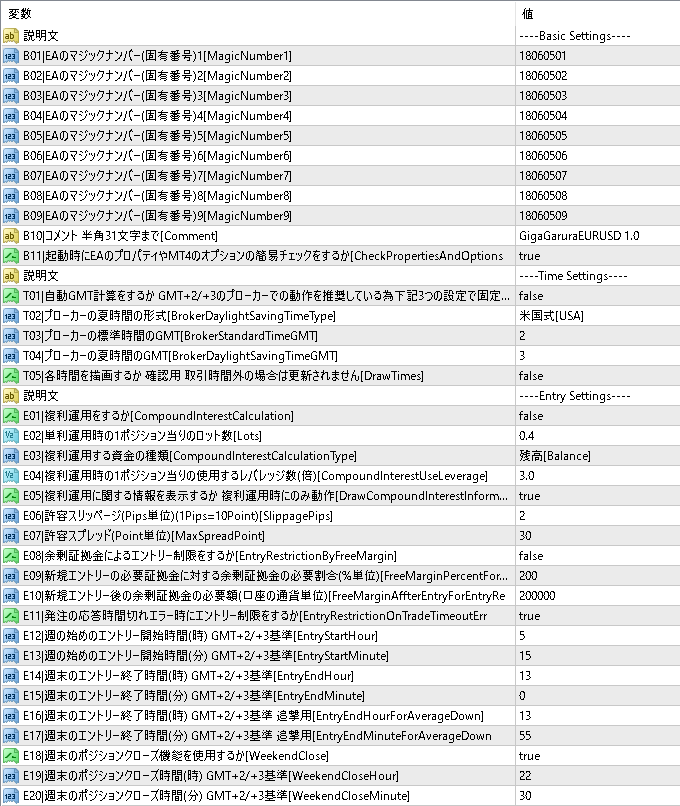 変数 値
説明文 ----Basic Settings----
B01|EAのマジックナンバー(固有番号)1[MagicNumber1] 18060501
B02|EAのマジックナンバー(固有番号)2[MagicNumber2] 18060502
B03|EAのマジックナンバー(固有番号)3[MagicNumber3] 18060503
B04|EAのマジックナンバー(固有番号)4[MagicNumber4] 18060504
B05|EAのマジックナンバー(固有番号)5[MagicNumber5] 18060505
B06|EAのマジックナンバー(固有番号)6[MagicNumber6] 18060506
B07|EAのマジックナンバー(固有番号)7[MagicNumber7] 18060507
B08|EAのマジックナンバー(固有番号)8[MagicNumber8] 18060508
B09|EAのマジックナンバー(固有番号)9[MagicNumber9] 18060509
B10|コメント 半角31文字まで[Comment] GigaGaruraEURUSD 1.0
B11|起動時にEAのプロパティやMT4のオプションの簡易チェックをするか[CheckPropertiesAndOptions true
説明文 ----Time Settings----
T01|自動GMT計算をするか GMT+2/+3のブローカーでの動作を推奨している為下記3つの設定で固定... false
T02|ブローカーの夏時間の形式[BrokerDaylightSavingTimeType] 米国式[USA]
T03|ブローカーの標準時間のGMT[BrokerStandardTimeGMT] 2
T04|ブローカーの夏時間のGMT[BrokerDaylightSavingTimeGMT] 3
T05|各時間を描画するか 確認用 取引時間外の場合は更新されません[DrawTimes] false
説明文 ----Entry Settings----
E01|複利運用をするか[CompoundInterestCalculation] false
E02|単利運用時の1ポジション当りのロット数[Lots] 0.4
E03|複利運用する資金の種類[CompoundInterestCalculationType] 残高[Balance]
E04|複利運用時の1ポジション当りの使用するレバレッジ数(倍)[CompoundInterestUseLeverage] 3.0
E05|複利運用に関する情報を表示するか 複利運用時にのみ動作[DrawCompoundInterestInform... true
E06|許容スリッページ(Pips単位)(1Pips=10Point)[SlippagePips] 2
E07|許容スプレッド(Point単位)[MaxSpreadPoint] 30
E08|余剰証拠金によるエントリー制限をするか[EntryRestrictionByFreeMargin] false
E09|新規エントリーの必要証拠金に対する余剰証拠金の必要割合(%単位)[FreeMarginPercentFor... 200
E10|新規エントリー後の余剰証拠金の必要額(口座の通貨単位)[FreeMarginAffterEntryForEntryRe 200000
E11|発注の応答時間切れエラー時にエントリー制限をするか[EntryRestrictionOnTradeTimeoutErr true
E12|週の始めのエントリー開始時間(時) GMT+2/+3基準[EntryStartHour] 5
E13|週の始めのエントリー開始時間(分) GMT+2/+3基準[EntryStartMinute] 15
E14|週末のエントリー終了時間(時) GMT+2/+3基準[EntryEndHour] 13
E15|週末のエントリー終了時間(分) GMT+2/+3基準[EntryEndMinute] 0
E16|週末のエントリー終了時間(時) GMT+2/+3基準 追撃用[EntryEndHourForAverageDown] 13
E17|週末のエントリー終了時間(分) GMT+2/+3基準 追撃用[EntryEndMinuteForAverageDown 55
E18|週末のポジションクローズ機能を使用するか[WeekendClose] true
E19|週末のポジションクローズ時間(時) GMT+2/+3基準[WeekendCloseHour] 22
E20|週末のポジションクローズ時間(分) GMT+2/+3基準[WeekendCloseMinute] 30